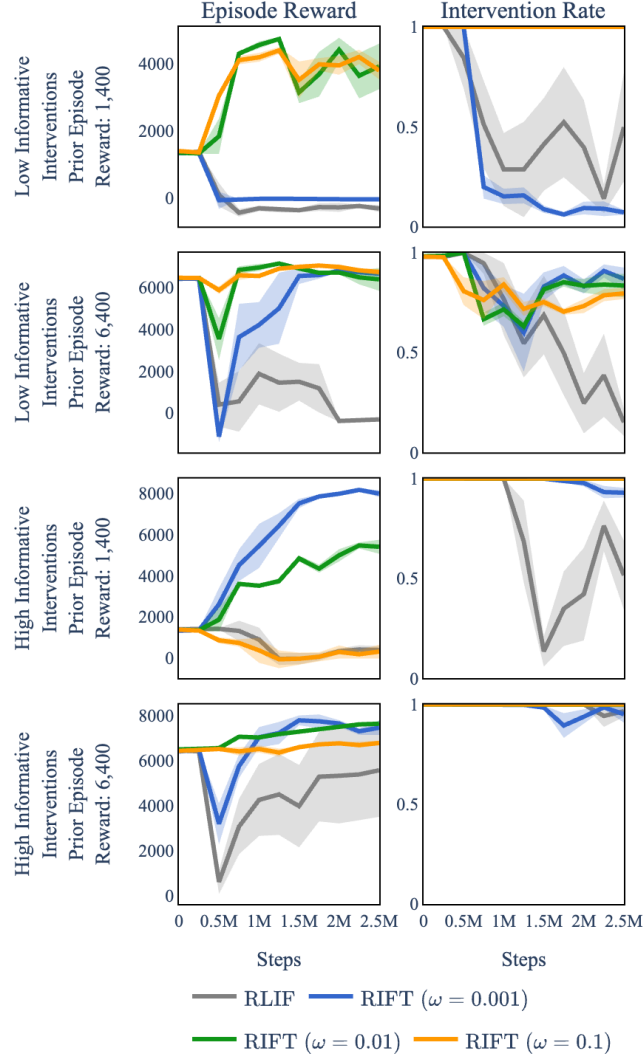 Episode Reward
Intervention Rate
Low Informative
Interventions
Prior Episode
Reward: 1,400
4000
2000
0
1
0.5
0
Low Informative
Interventions
Prior Episode
Reward: 6,400
6000
4000
2000
0
1
0.5
0
High Informative
Interventions
Prior Episode
Reward: 1,400
8000
6000
4000
2000
0
1
0.5
0
High Informative
Interventions
Prior Episode
Reward: 6,400
8000
6000
4000
2000
0
1
0.5
0
0 0.5M 1M 1.5M 2M 2.5M
0 0.5M 1M 1.5M 2M 2.5M
Steps
Steps
RLIF
RIFT (ω = 0.001)
RIFT (ω = 0.01)
RIFT (ω = 0.1)